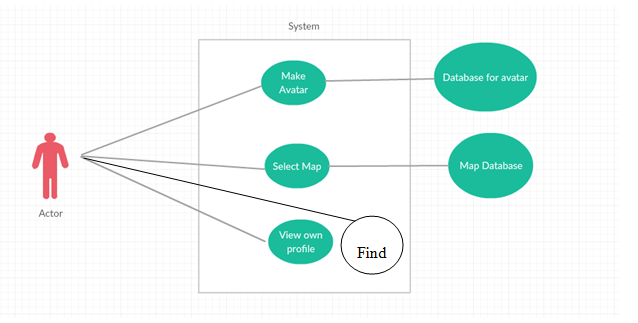 System
Make
Avatar
Database for avatar
Select Map
Map Database
Actor
View own
profile
Find